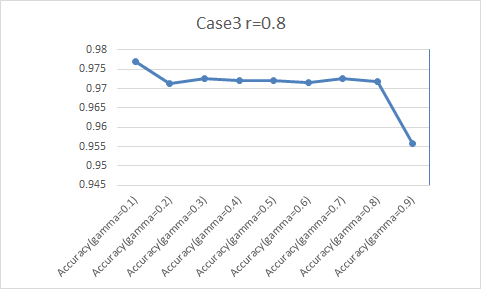 Case3 r=0.8
0.98
0.975
0.97
0.965
0.96
0.955
0.95
0.945
Accuracy(gamma=0.1)
Accuracy(gamma=0.2)
Accuracy(gamma=0.3)
Accuracy(gamma=0.4)
Accuracy(gamma=0.5)
Accuracy(gamma=0.6)
Accuracy(gamma=0.7)
Accuracy(gamma=0.8)
Accuracy(gamma=0.9)